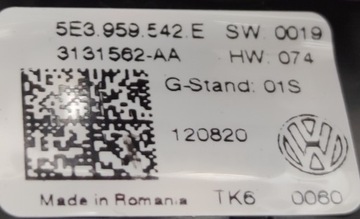 5E3.959.542.E SW. 0019
3131562-AA HW. 074
G-Stand: 01S
120820
Made in Romania TK6 0060